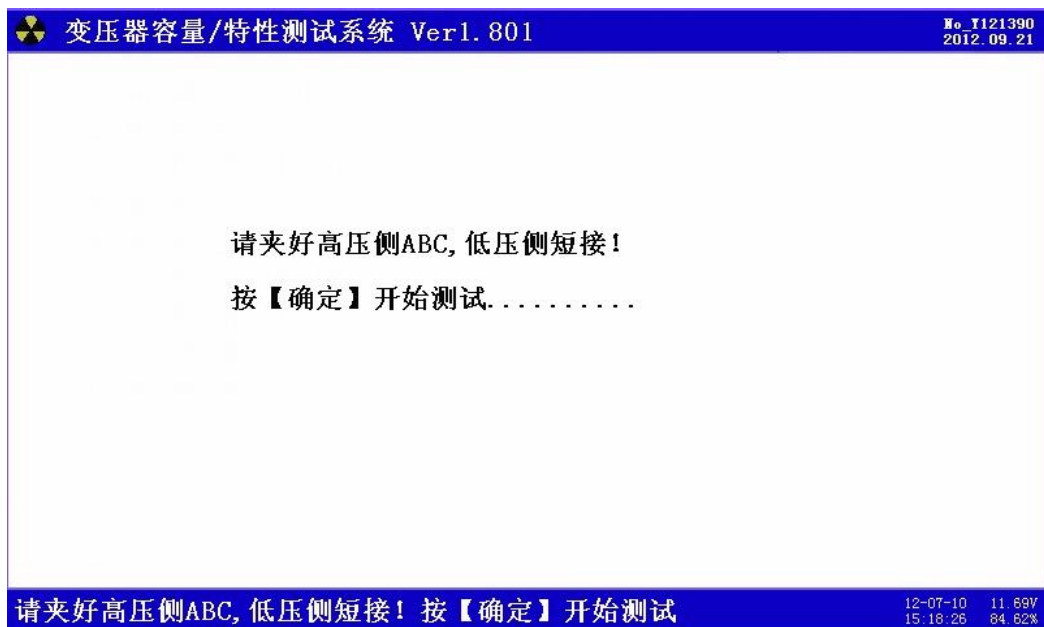 变压器容量/特性测试系统 Ver1.801
No_Y121390
2012.09.21
请夹好高压侧ABC,低压侧短接!
按【确定】开始测试..........
请夹好高压侧ABC,低压侧短接!按【确定】开始测试
12-07-10 11.69V
15:18:26 84.62%